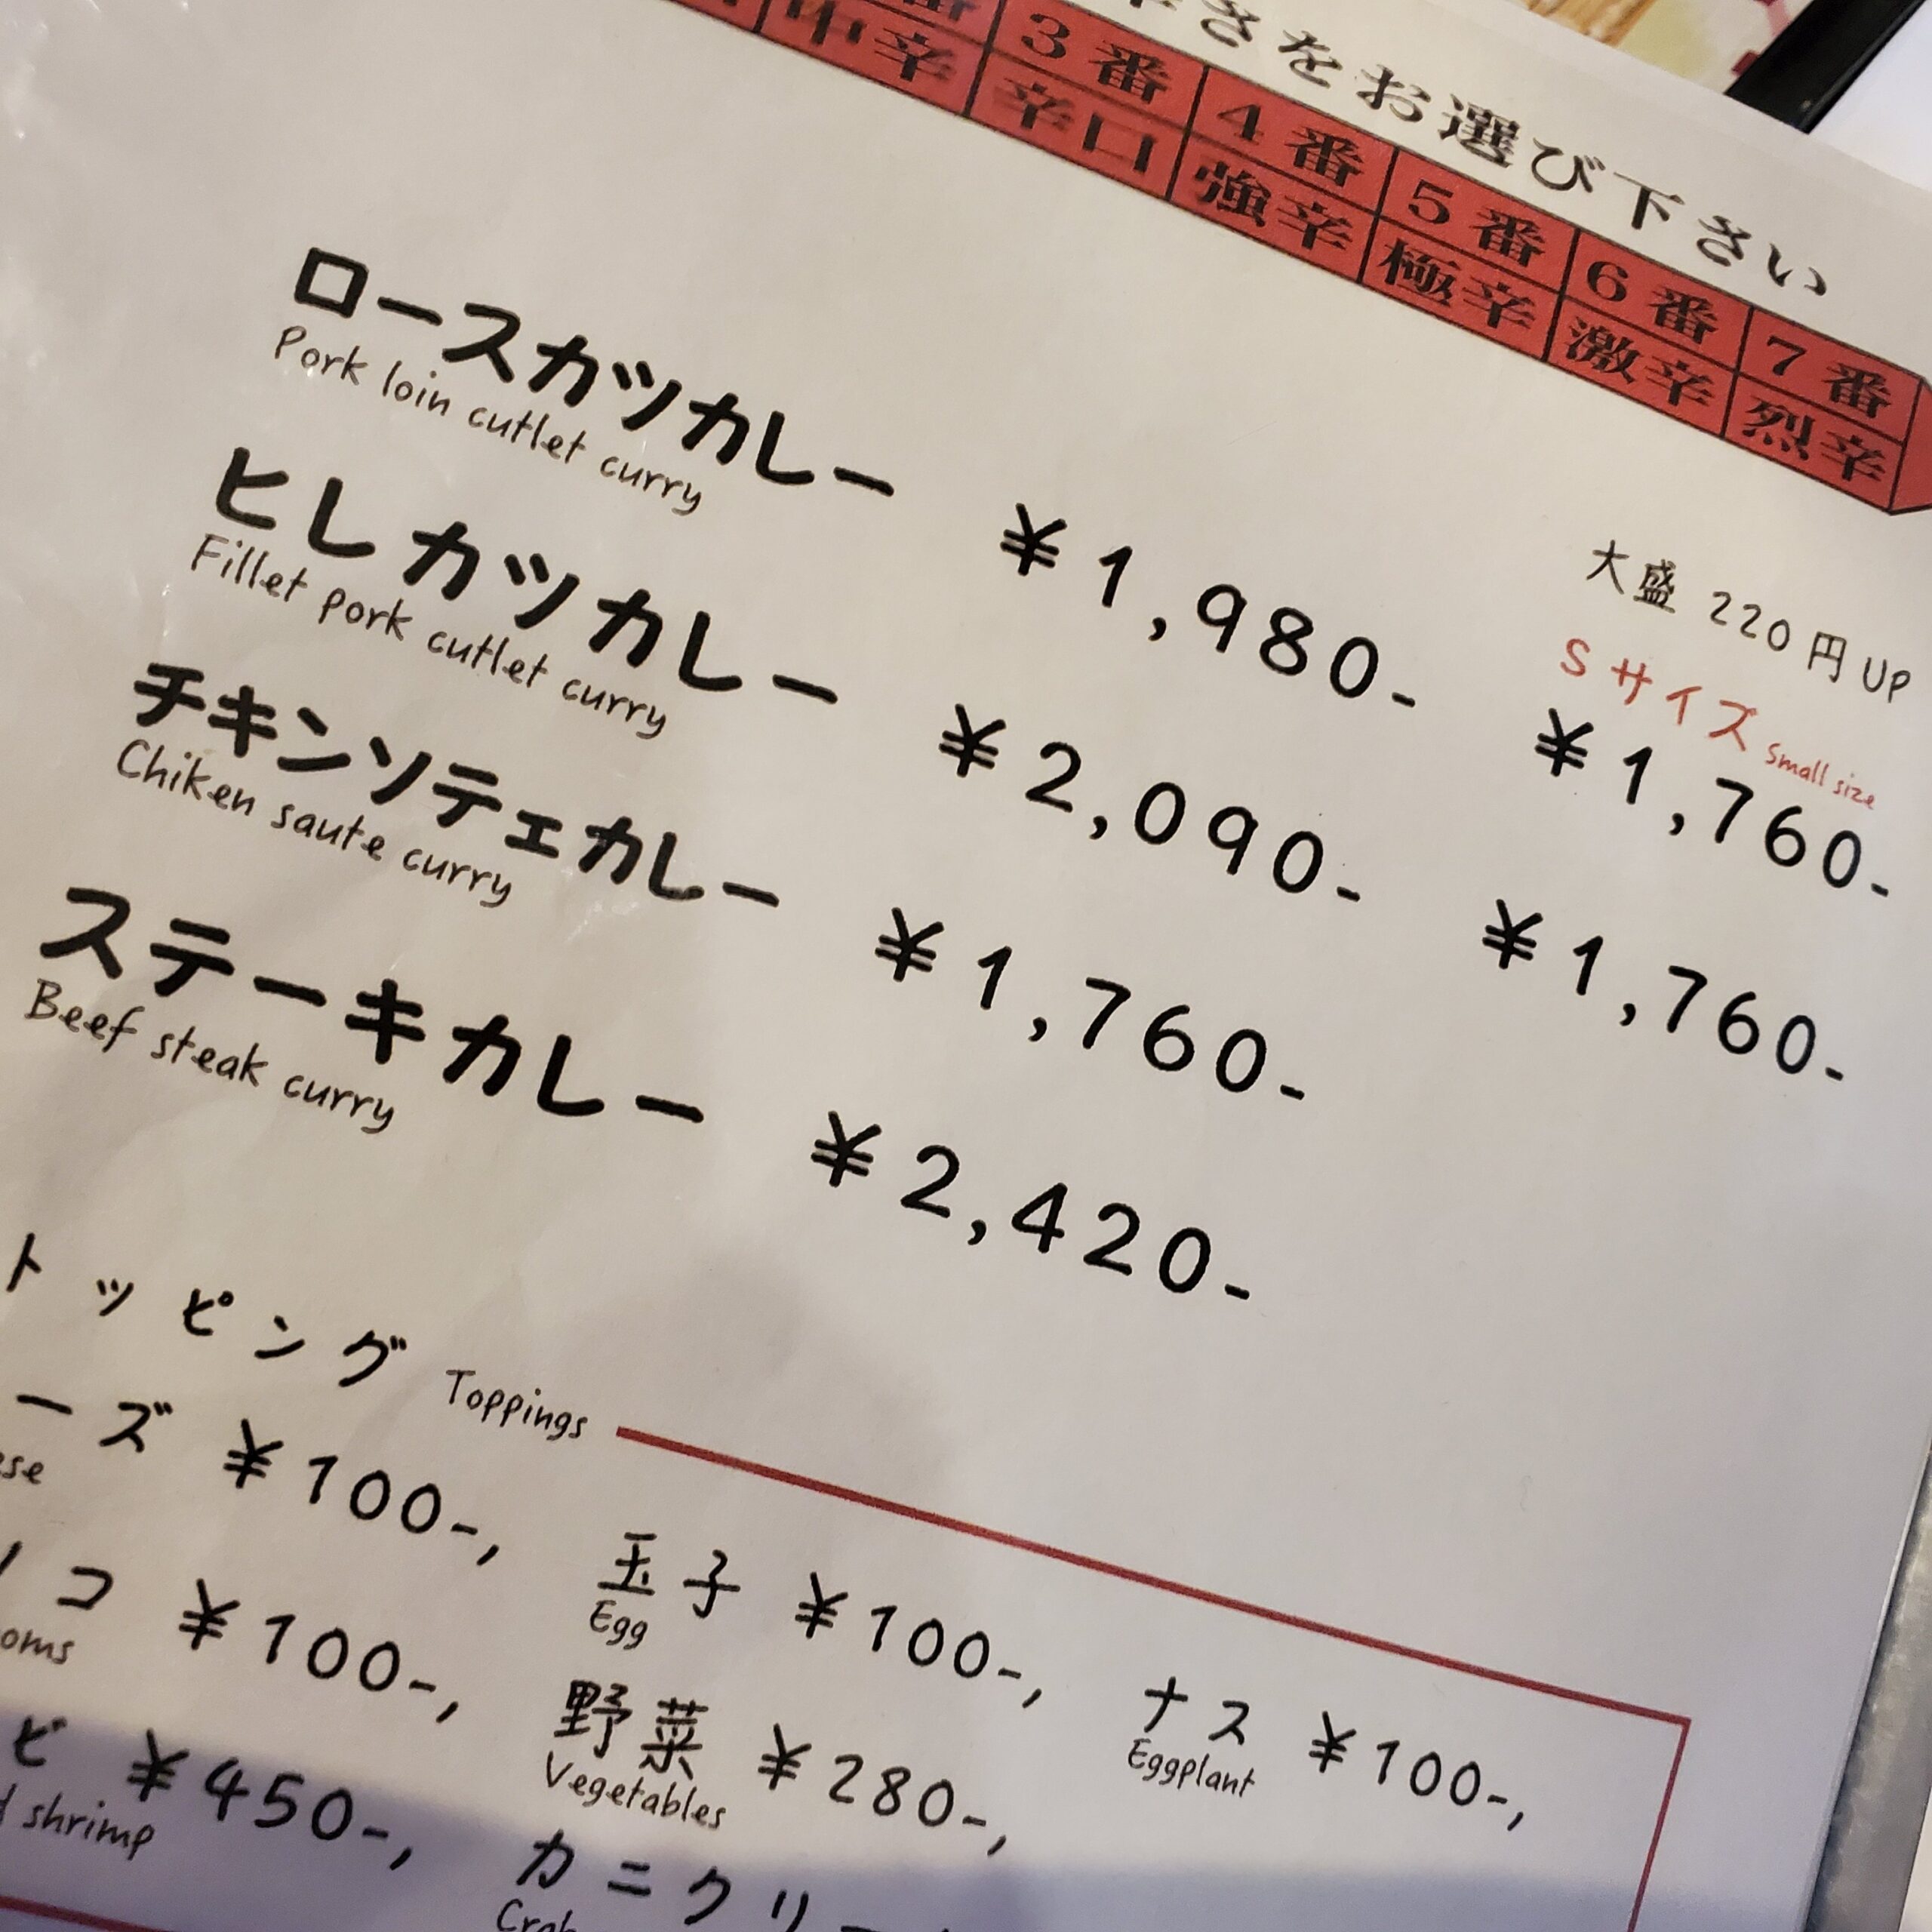 さをお選び下さい
3番 4番 5番 6番 7番
中辛 辛口 強辛 極辛 激辛 烈辛
大盛 220円UP
Sサイズ Small size
ロースカツカレー ¥1,980- ¥1,760-
Pork loin cutlet curry
ヒレカツカレー ¥2,090- ¥1,760-
Fillet pork cutlet curry
チキンソテェカレー ¥1,760-
Chiken saute curry
ステーキカレー ¥2,420-
Beef steak curry
トッピング Toppings
ーズ ¥100-, 玉子 ¥100-, ナス ¥100-,
Egg Eggplant
コ ¥100-, 野菜 ¥280-,
Vegetables
ビ ¥450-, カニクリー
shrimp Crab